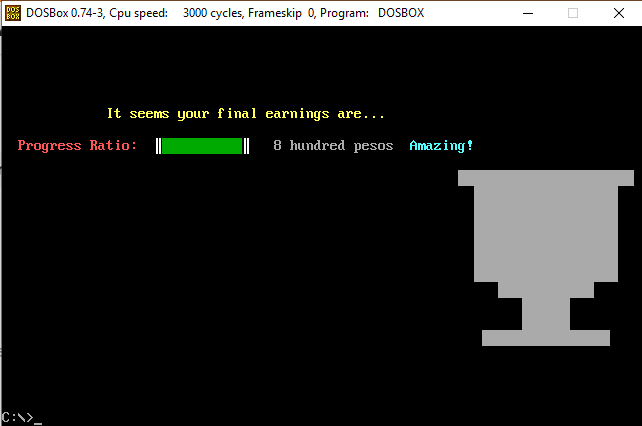 DOSBox 0.74-3, Cpu speed: 3000 cycles, Frameskip 0, Program: DOSBOX
It seems your final earnings are...
Progress Ratio: ║ ║ 8 hundred pesos Amazing!
C:\>_